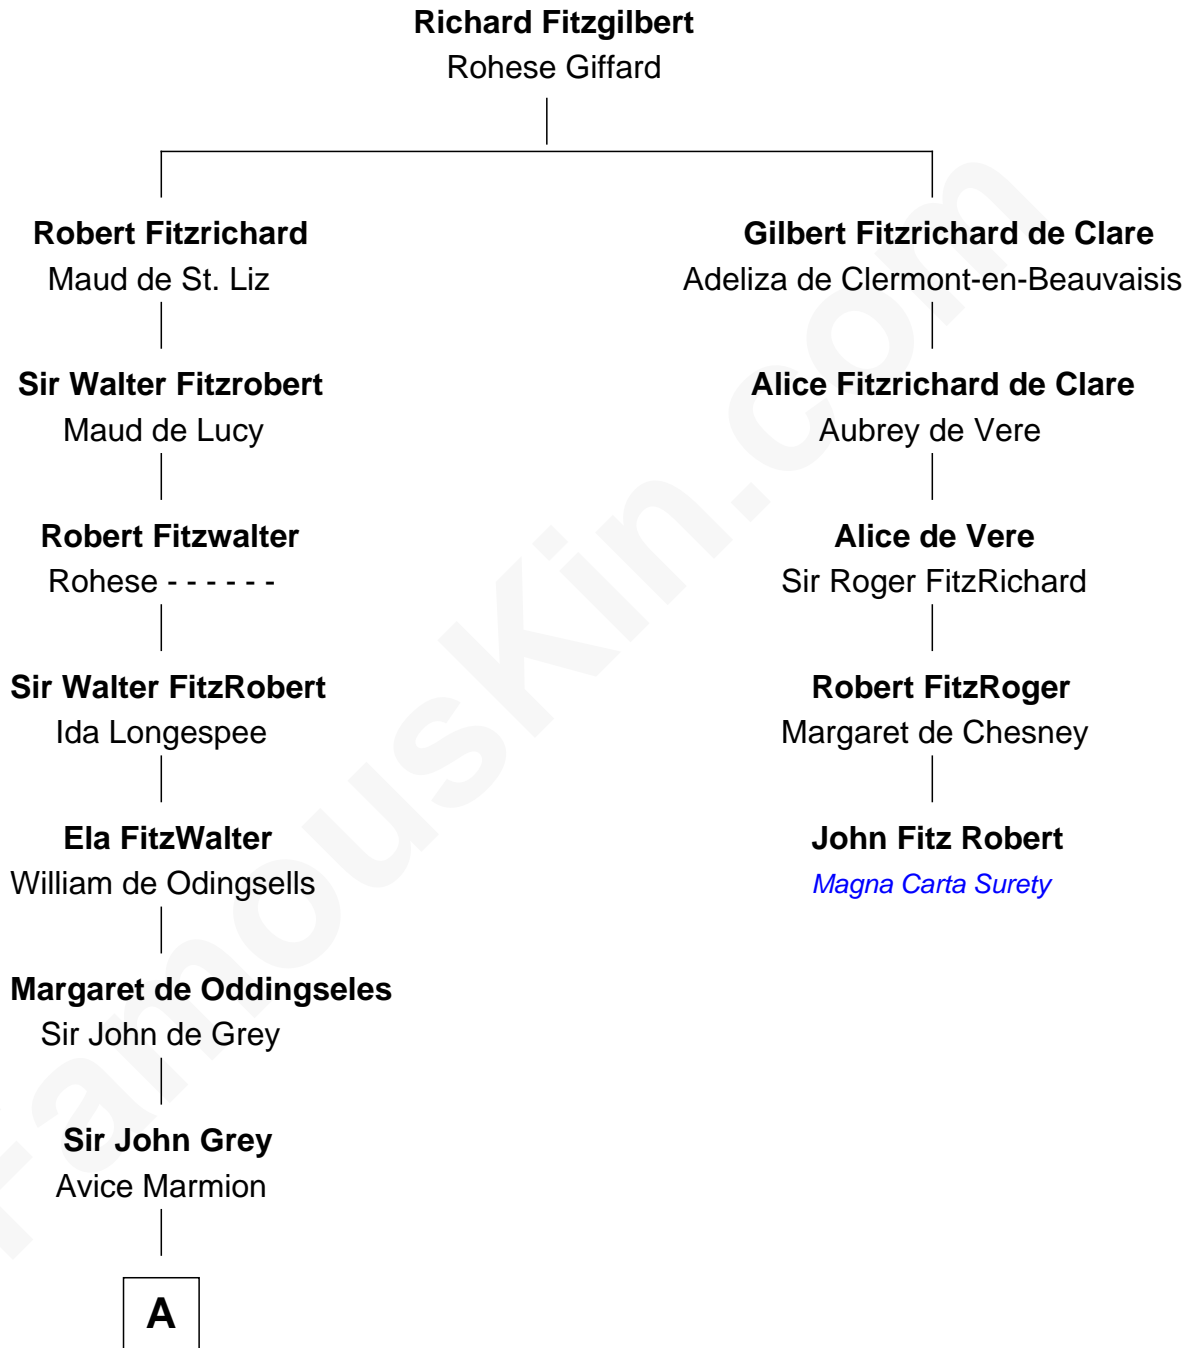 Richard Fitzgilbert
Rohese Giffard
Robert Fitzrichard
Maud de St. Liz
Gilbert Fitzrichard de Clare
Adeliza de Clermont-en-Beauvaisis
Sir Walter Fitzrobert
Maud de Lucy
Alice Fitzrichard de Clare
Aubrey de Vere
Robert Fitzwalter
Rohese - - - - - -
Alice de Vere
Sir Roger FitzRichard
Sir Walter FitzRobert
Ida Longespee
Robert FitzRoger
Margaret de Chesney
Ela FitzWalter
William de Odingsells
John Fitz Robert
Magna Carta Surety
Margaret de Oddingseles
Sir John de Grey
Sir John Grey
Avice Marmion
A
FamousKin.com